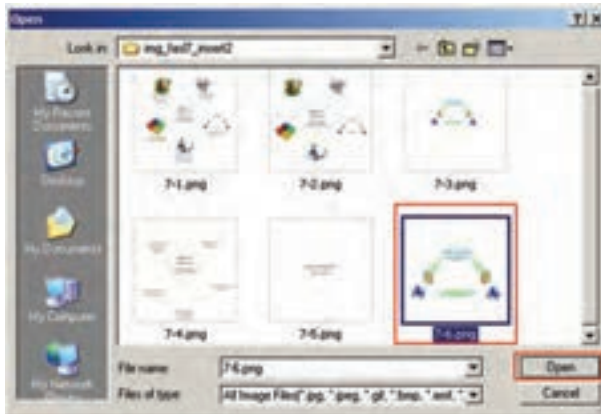 Open
Look in:
My Recent
Documents
Desktop
7-1.png
7-2.png
7-3.png
My Documents
My Computer
7-4.png
7-5.png
7-6.png
My Network
File name:
7-6.png
Open
Files of type:
All Image Files(*.jpg, *.jpeg, *.gif, *.bmp, *.wmf, *.
Cancel